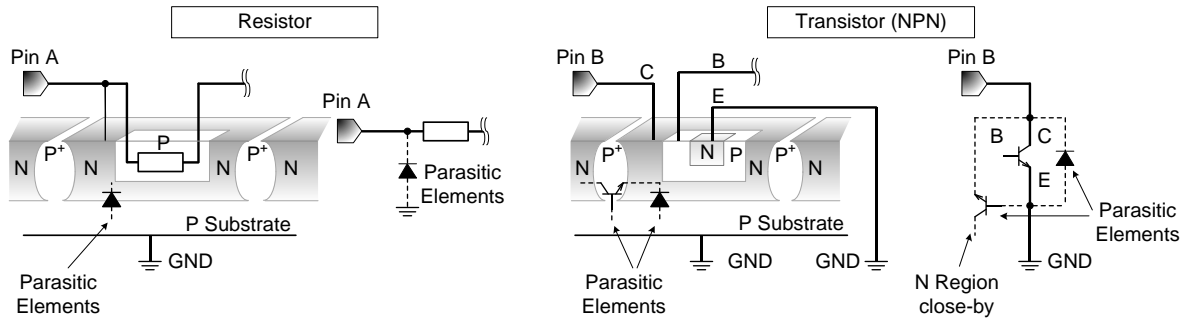 Resistor
Pin A
N
P+
N
P
N
P+
N
Parasitic
Elements
P Substrate
GND
Pin A
Parasitic
Elements
Transistor (NPN)
Pin B
C
B
E
N
P+
N
N
P
N
P+
N
P Substrate
GND
GND
Parasitic
Elements
Pin B
B
C
E
Parasitic
Elements
GND
N Region
close-by